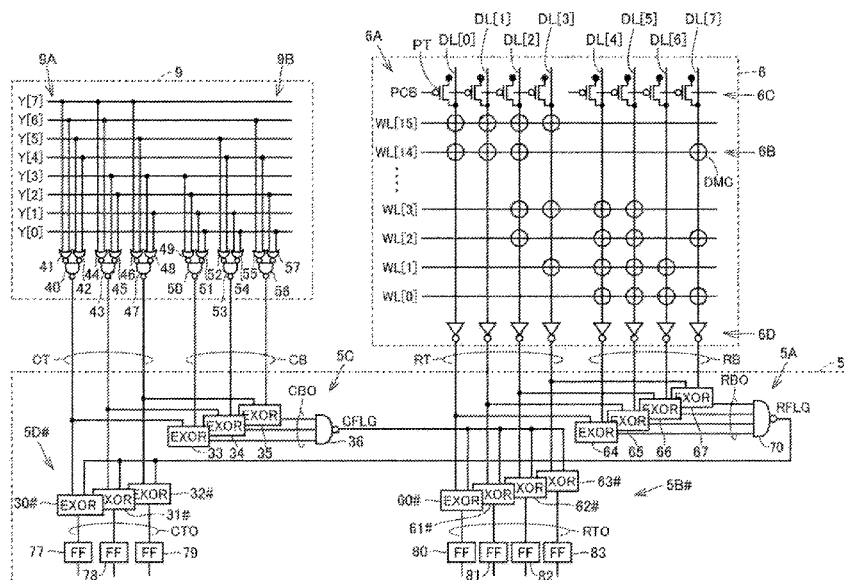 DL[0] DL[1] DL[2] DL[3] DL[4] DL[5] DL[6] DL[7]
6A
PT
9A
9
9B
6
PCB
6C
Y[7]
Y[6]
Y[5]
Y[4]
Y[3]
Y[2]
Y[1]
Y[0]
WL[15]
WL[14]
6B
DMC
WL[3]
WL[2]
WL[1]
WL[0]
41
40
42
44
43
45
46
47
48
49
50
51
52
53
54
55
56
57
6D
CT
CB
RT
RB
5C
5A
5
CBO
CFLG
RBO
RFLG
EXOR
EXOR
EXOR
33
34
35
36
EXOR
EXOR
EXOR
EXOR
64
65
66
67
70
5D#
30#
EXOR
XOR
EXOR
31#
32#
60#
EXOR
XOR
XOR
EXOR
61#
62#
63#
5B#
CTO
RTO
77
FF
FF
FF
78
79
80
FF
FF
FF
FF
81
82
83